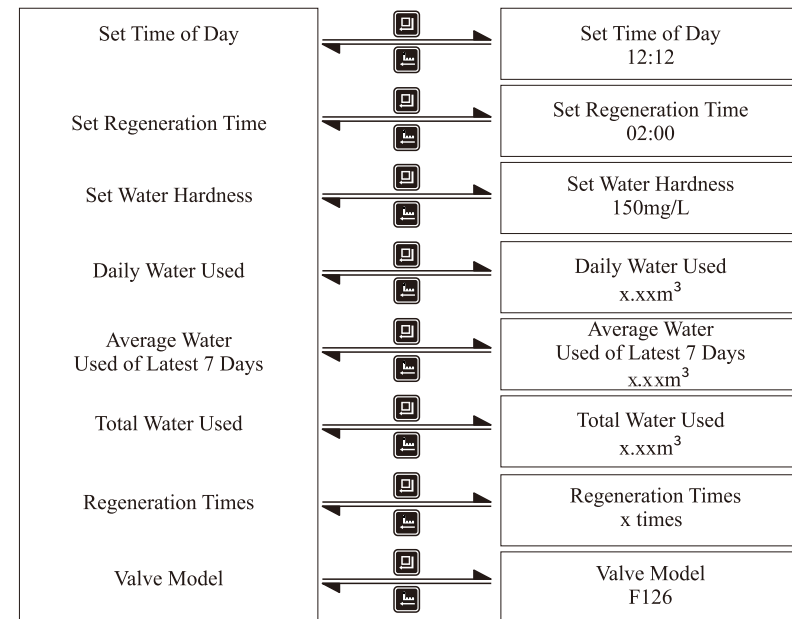 Set Time of Day
Set Time of Day
12:12
Set Regeneration Time
Set Regeneration Time
02:00
Set Water Hardness
Set Water Hardness
150mg/L
Daily Water Used
Daily Water Used
x.xxm³
Average Water
Used of Latest 7 Days
Average Water
Used of Latest 7 Days
x.xxm³
Total Water Used
Total Water Used
x.xxm³
Regeneration Times
Regeneration Times
x times
Valve Model
Valve Model
F126